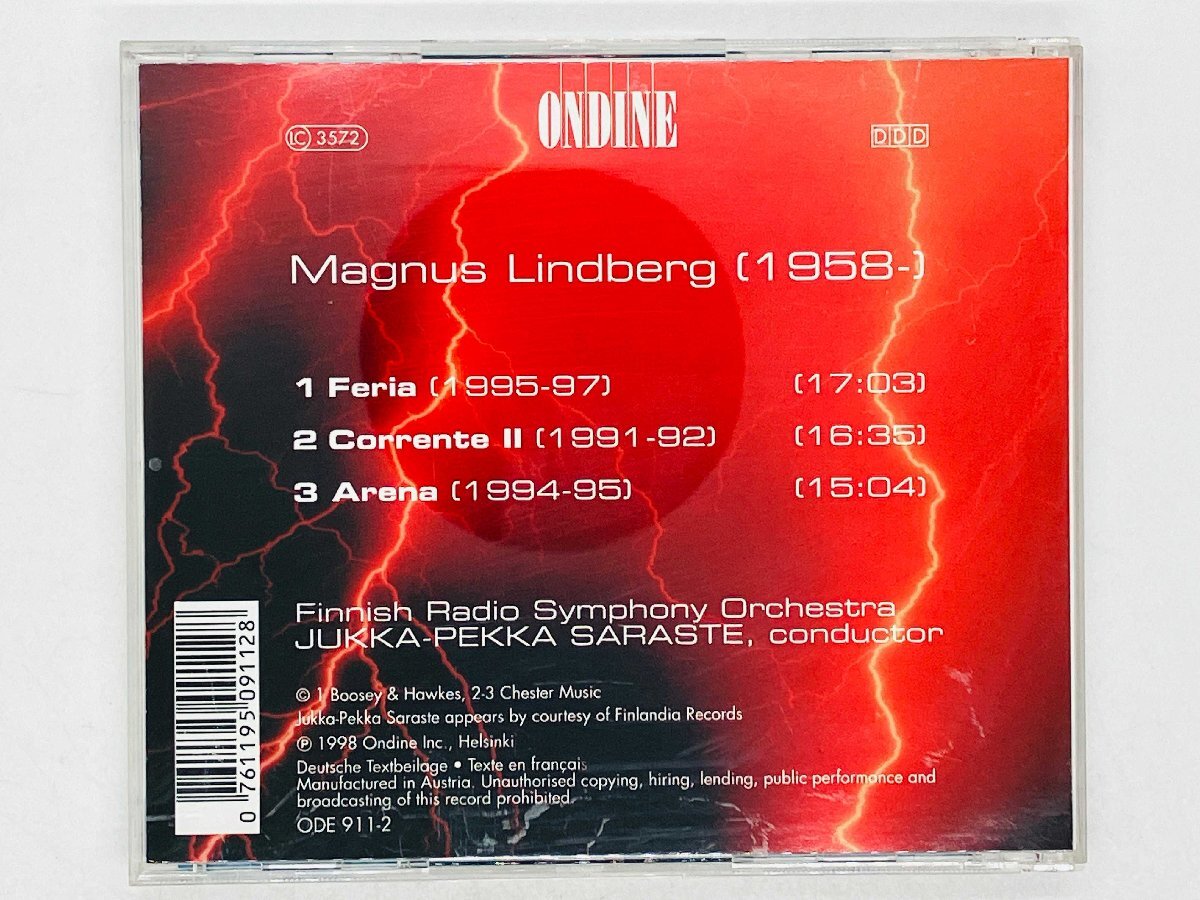 ONDINE
LC 3572
DDD
Magnus Lindberg (1958-)
1 Feria (1995-97) (17:03)
2 Corrente II (1991-92) (16:35)
3 Arena (1994-95) (15:04)
Finnish Radio Symphony Orchestra
JUKKA-PEKKA SARASTE, conductor
© 1 Boosey & Hawkes, 2-3 Chester Music
Jukka-Pekka Saraste appears by courtesy of Finlandia Records
℗ 1998 Ondine Inc., Helsinki
Deutsche Textbeilage • Texte en français
Manufactured in Austria. Unauthorised copying, hiring, lending, public performance and
broadcasting of this record prohibited.
ODE 911-2
0 761195 091128